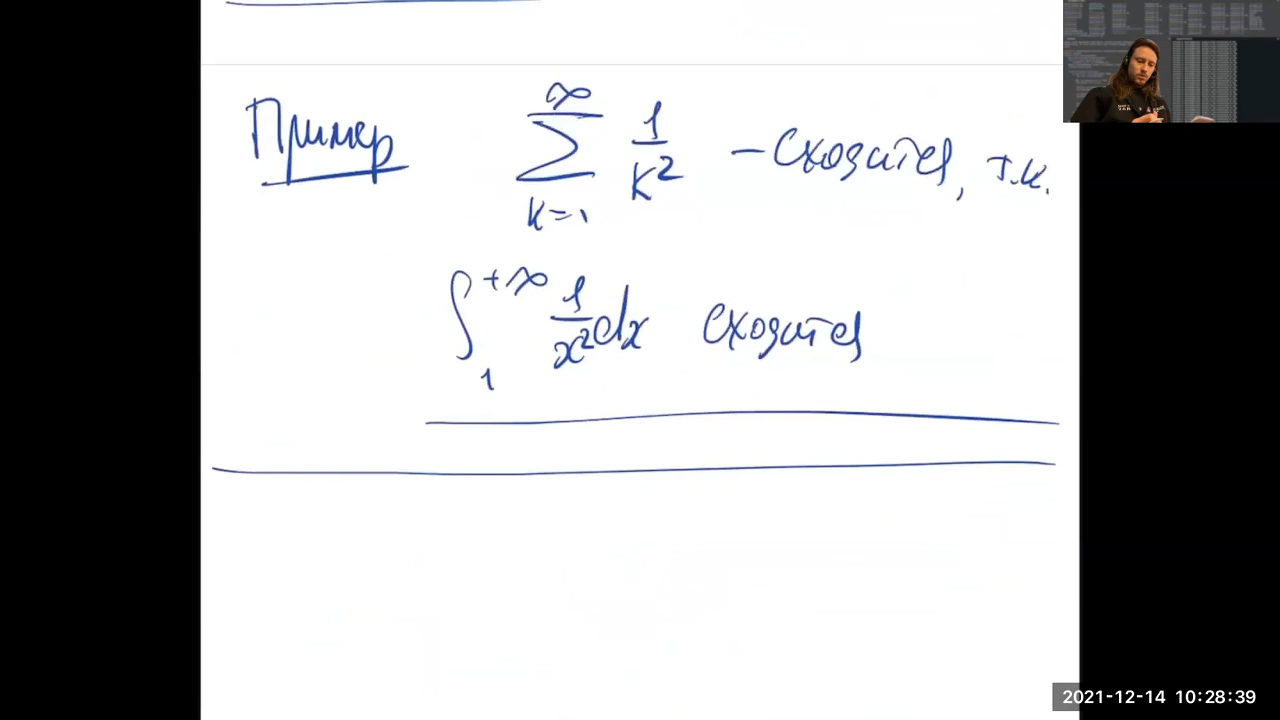 Пример ∑_{k=1}^{∞} 1/k² – сходится, т.к.
∫_1^{+∞} 1/x² dx сходится
2021-12-14 10:28:39